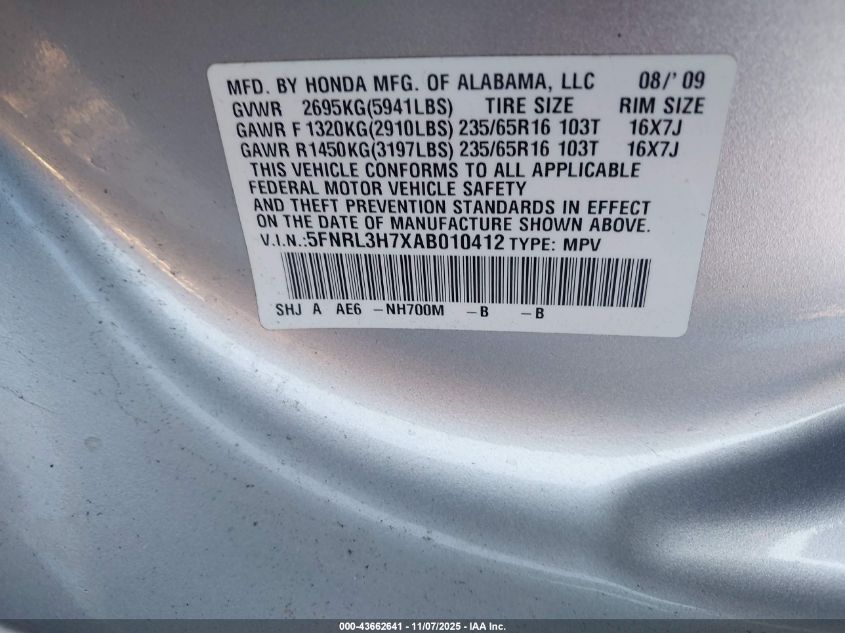 MFD. BY HONDA MFG. OF ALABAMA, LLC 08/'09
GVWR 2695KG(5941LBS) TIRE SIZE RIM SIZE
GAWR F 1320KG(2910LBS) 235/65R16 103T 16X7J
GAWR R1450KG(3197LBS) 235/65R16 103T 16X7J
THIS VEHICLE CONFORMS TO ALL APPLICABLE
FEDERAL MOTOR VEHICLE SAFETY
AND THEFT PREVENTION STANDARDS IN EFFECT
ON THE DATE OF MANUFACTURE SHOWN ABOVE.
V.I.N.:5FNRL3H7XAB010412 TYPE: MPV
SHJ A AE6 -NH700M -B -B
000-43662641 - 11/07/2025 - IAA Inc.